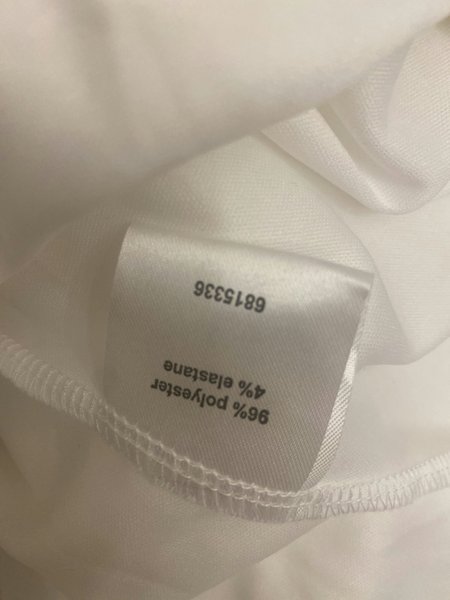 96% polyester
4% elastane
6815336